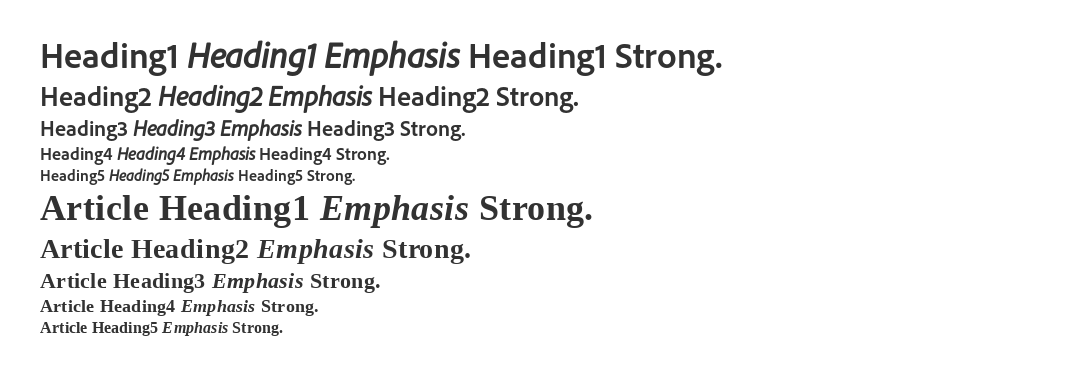 Heading1 Heading1 Emphasis Heading1 Strong.
Heading2 Heading2 Emphasis Heading2 Strong.
Heading3 Heading3 Emphasis Heading3 Strong.
Heading4 Heading4 Emphasis Heading4 Strong.
Heading5 Heading5 Emphasis Heading5 Strong.
Article Heading1 Emphasis Strong.
Article Heading2 Emphasis Strong.
Article Heading3 Emphasis Strong.
Article Heading4 Emphasis Strong.
Article Heading5 Emphasis Strong.